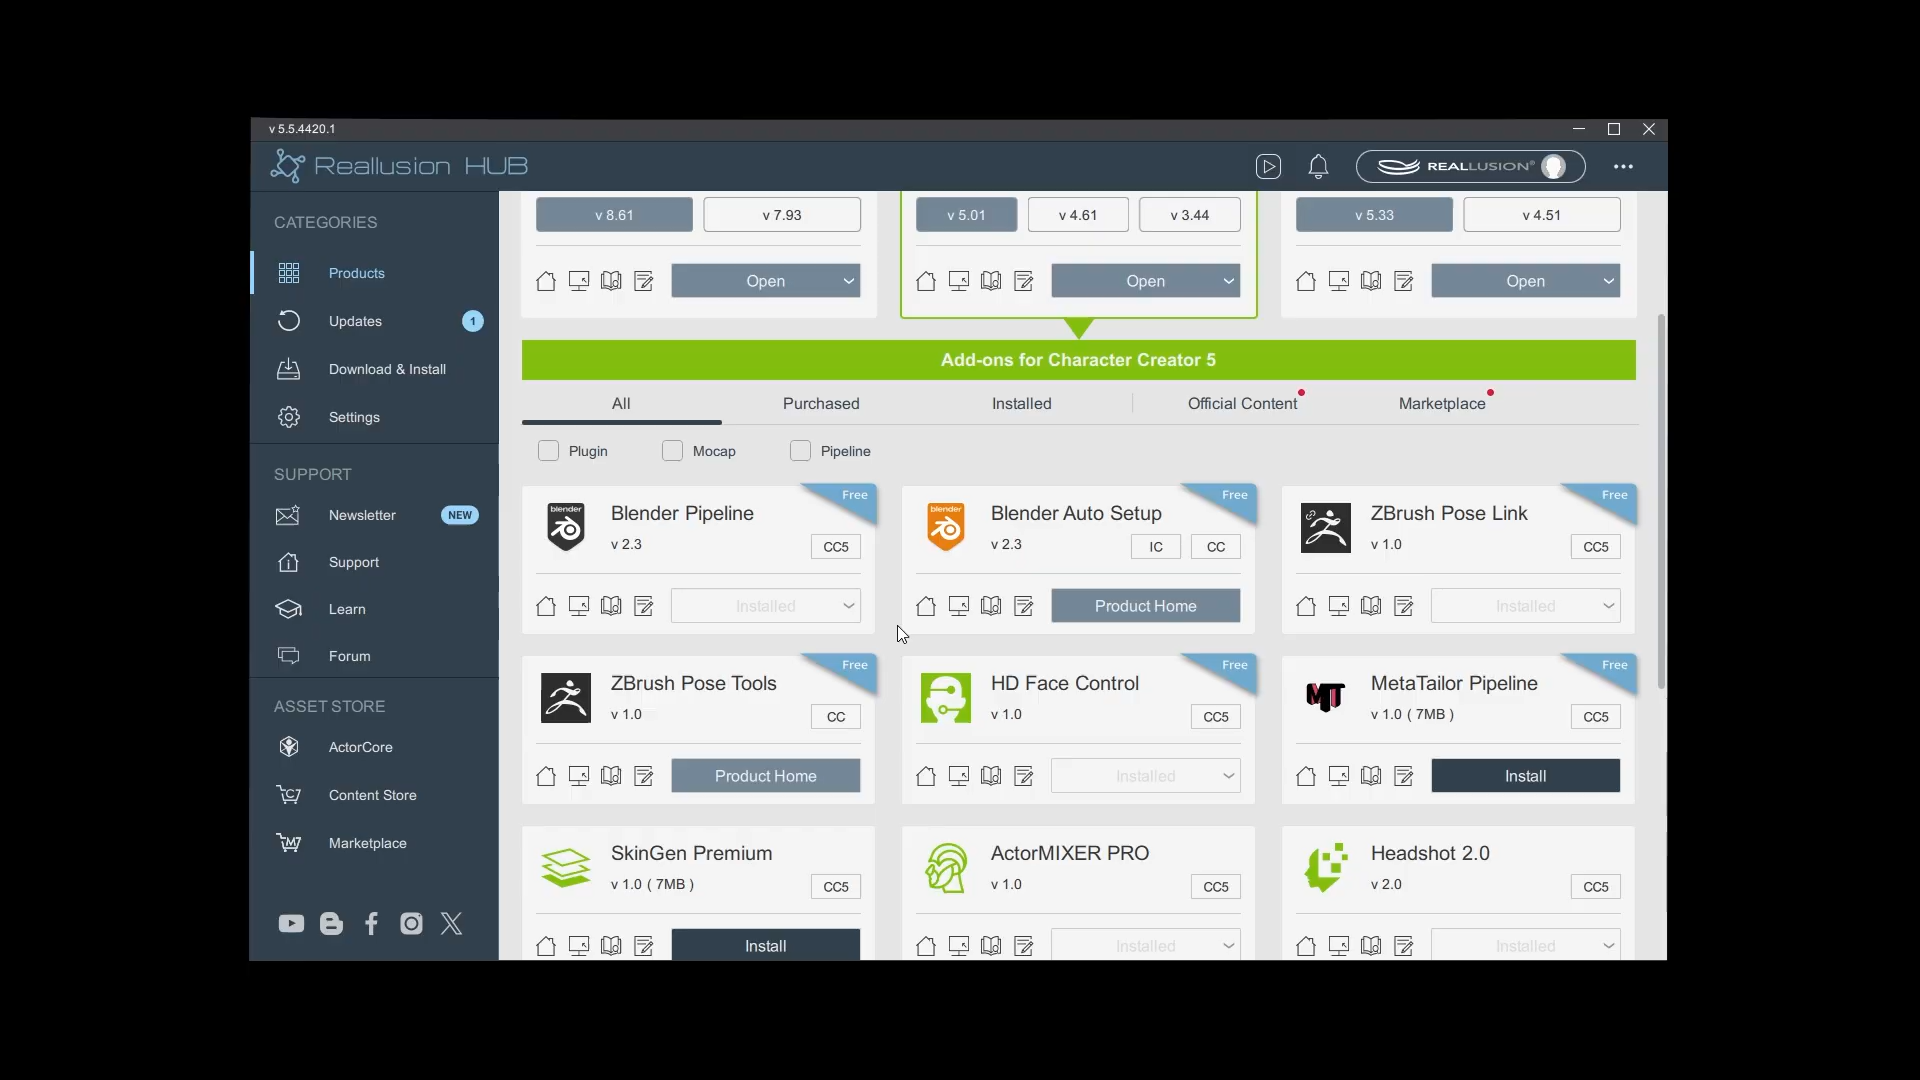 v 5.5.4420.1
Reallusion HUB
REALLUSION®
CATEGORIES
Products
Updates 1
Download & Install
Settings
SUPPORT
Newsletter NEW
Support
Learn
Forum
ASSET STORE
ActorCore
Content Store
Marketplace
v 8.61 v 7.93
Open
v 5.01 v 4.61 v 3.44
Open
v 5.33 v 4.51
Open
Add-ons for Character Creator 5
All Purchased Installed Official Content Marketplace
Plugin Mocap Pipeline
Free
blender
Blender Pipeline
v 2.3
CC5
Installed
Free
blender
Blender Auto Setup
v 2.3
IC CC
Product Home
Free
ZBrush Pose Link
v 1.0
CC5
Installed
Free
ZBrush Pose Tools
v 1.0
CC
Product Home
Free
HD Face Control
v 1.0
CC5
Installed
Free
MT
MetaTailor Pipeline
v 1.0 ( 7MB )
CC5
Install
SkinGen Premium
v 1.0 ( 7MB )
CC5
Install
ActorMIXER PRO
v 1.0
CC5
Installed
Headshot 2.0
v 2.0
CC5
Installed